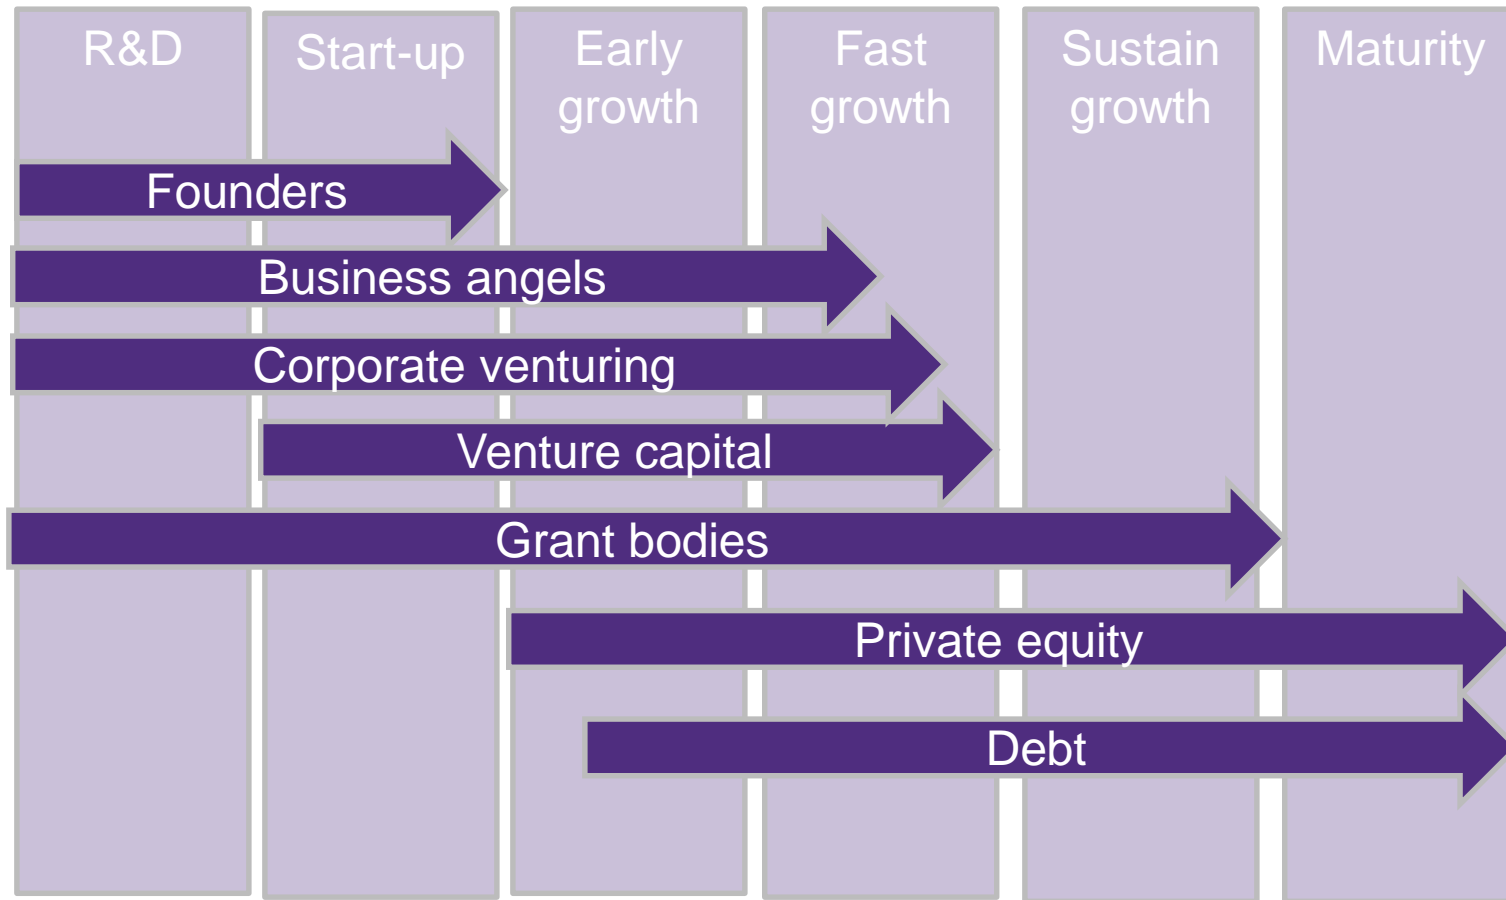 R&D
Start-up
Early
growth
Fast
growth
Sustain
growth
Maturity
Founders
Business angels
Corporate venturing
Venture capital
Grant bodies
Private equity
Debt